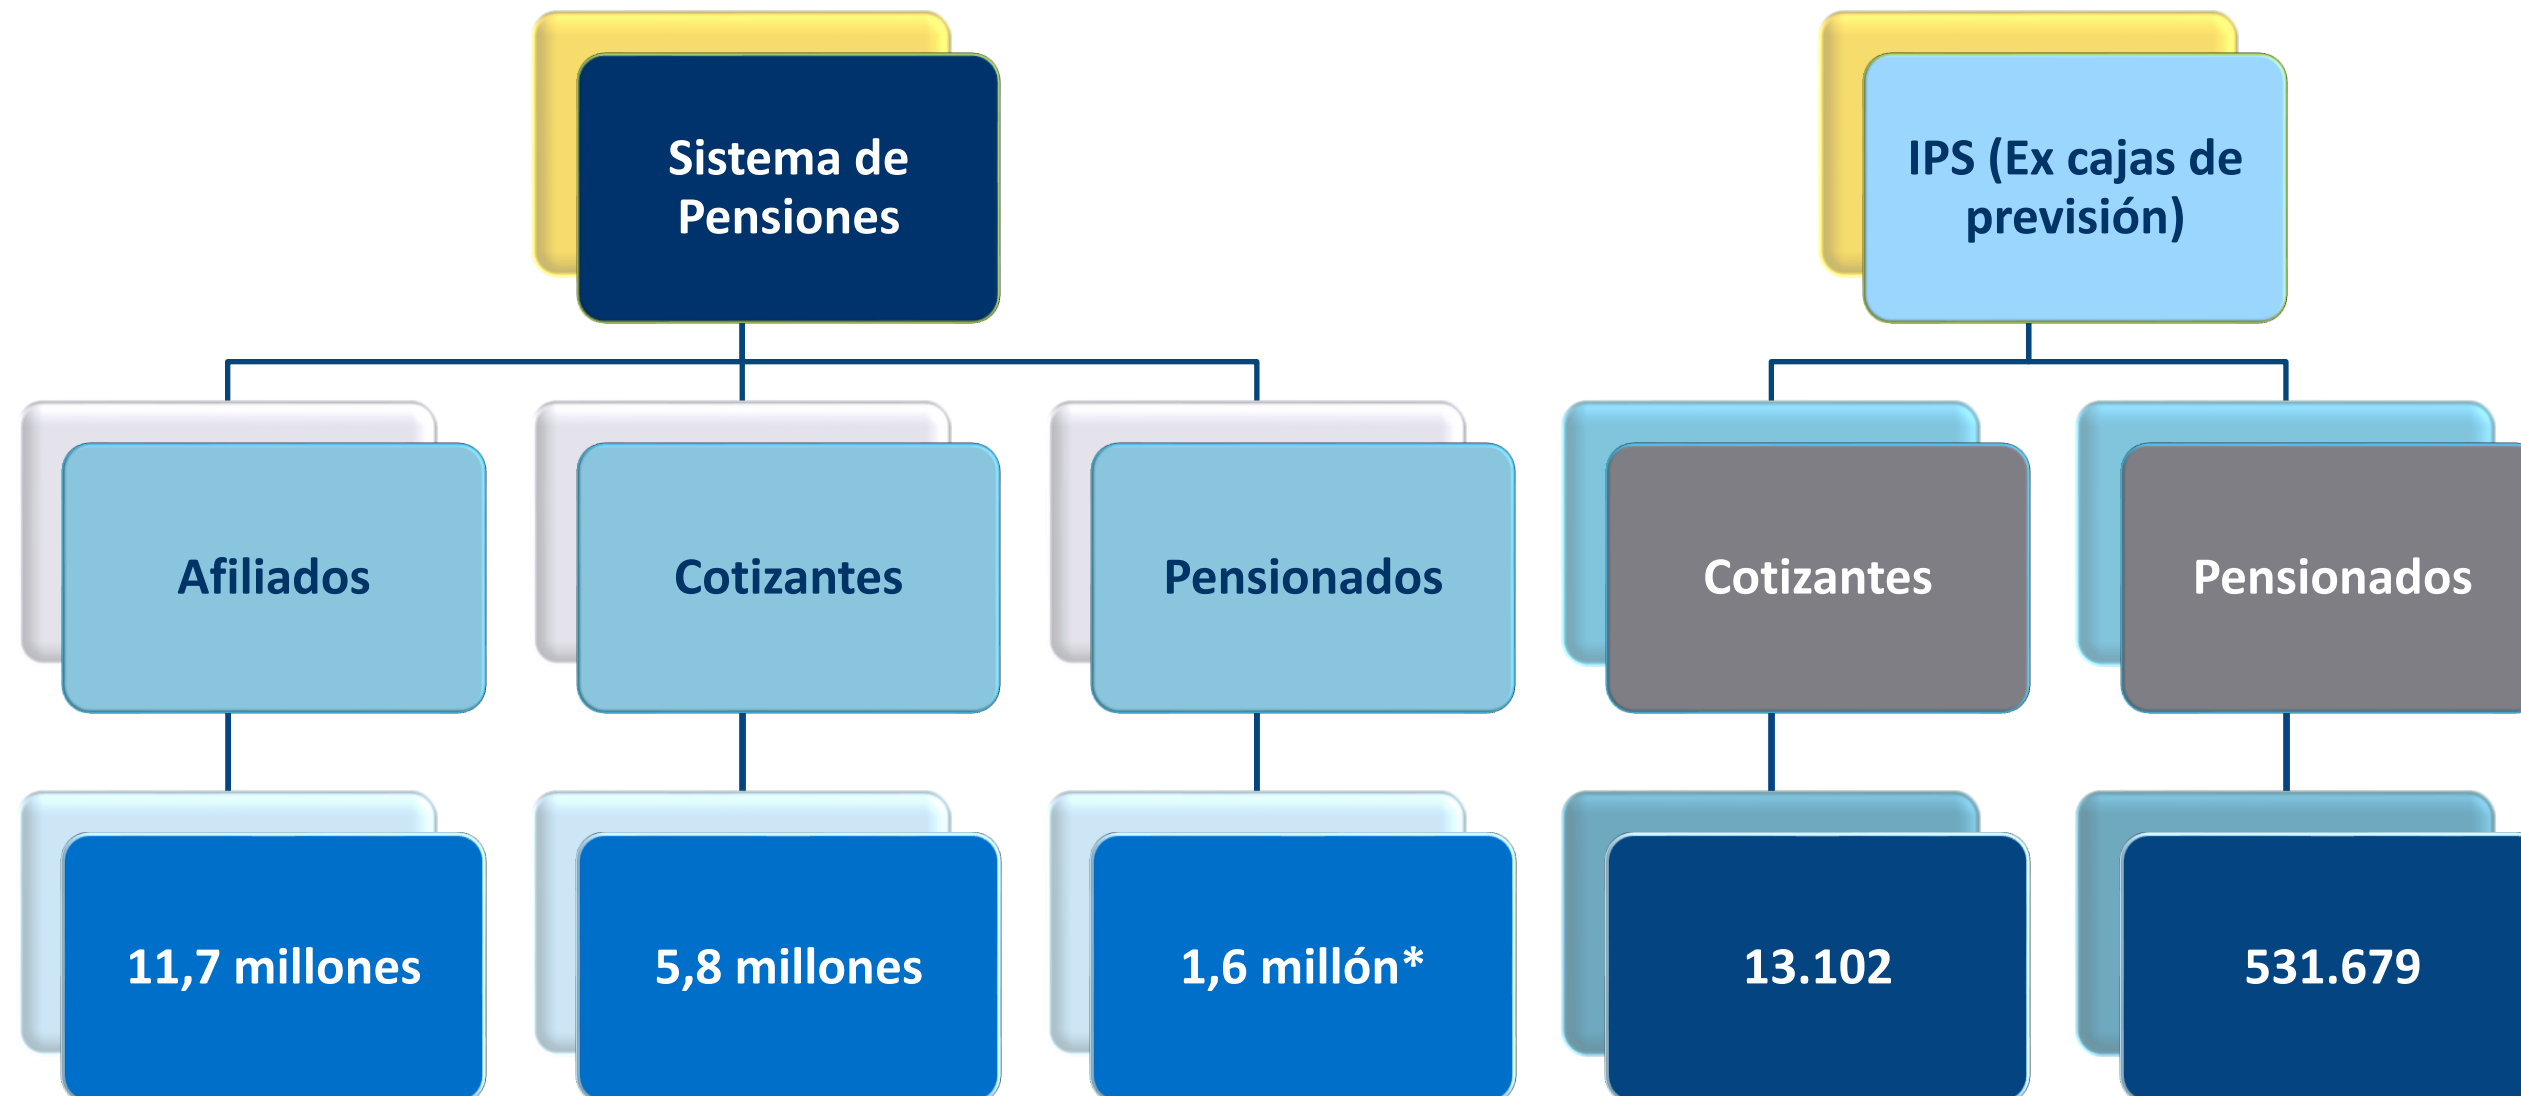 Sistema de
Pensiones
IPS (Ex cajas de
previsión)
Afiliados
Cotizantes
Pensionados
Cotizantes
Pensionados
11,7 millones
5,8 millones
1,6 millón*
13.102
531.679